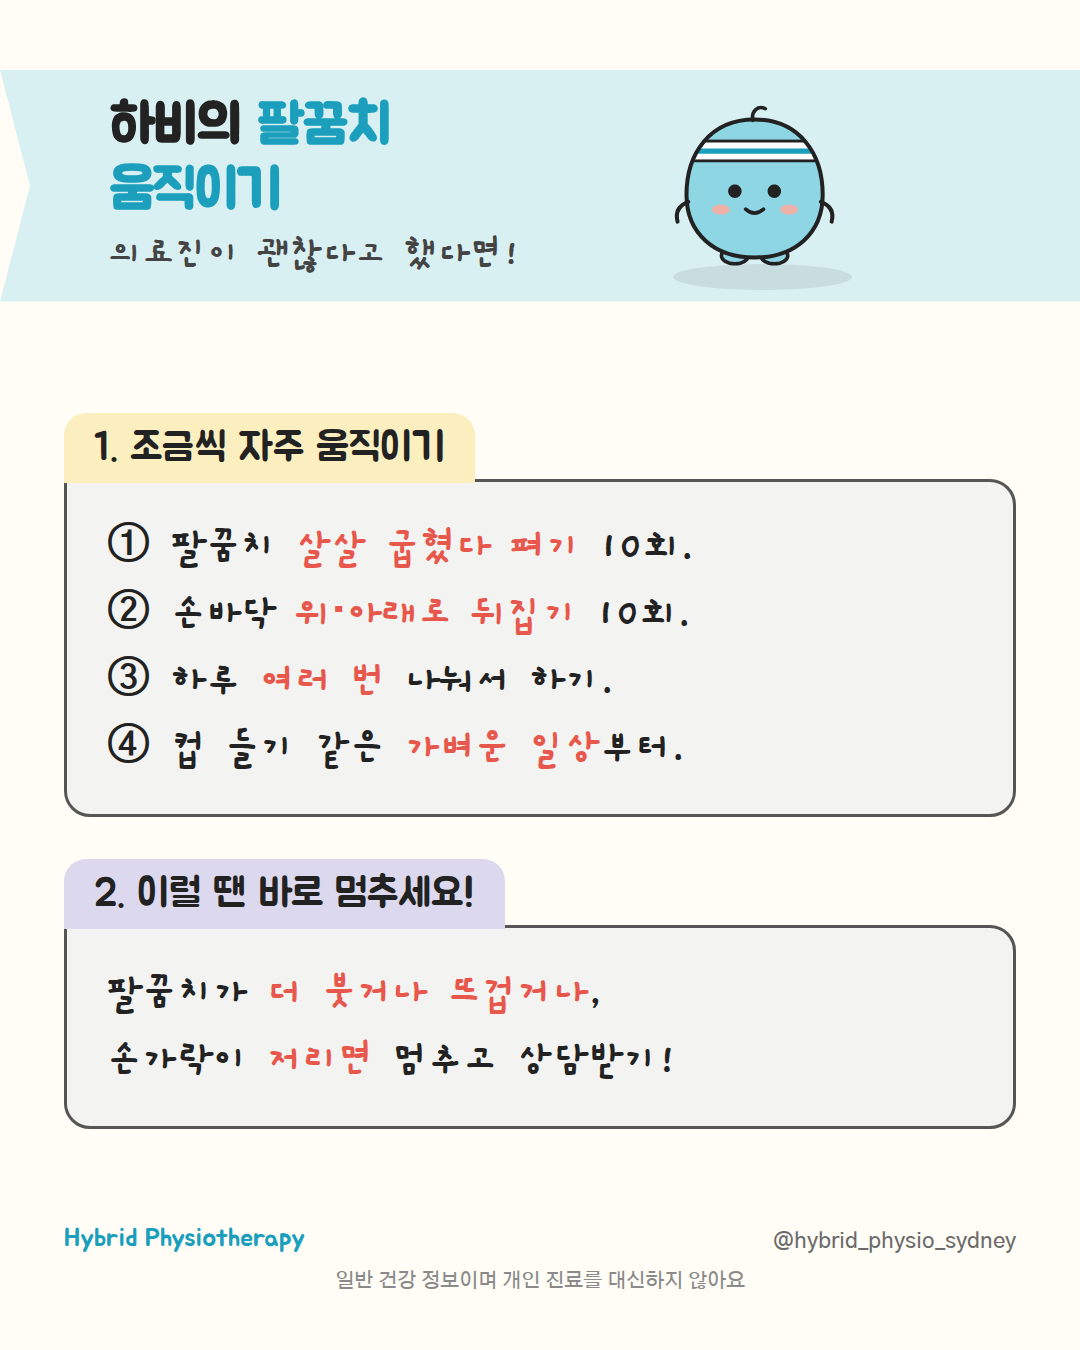 하비의 팔꿈치
움직이기
의료진이 괜찮다고 했다면!
1. 조금씩 자주 움직이기
① 팔꿈치 살살 굽혔다 펴기 10회.
② 손바닥 위·아래로 뒤집기 10회.
③ 하루 여러 번 나눠서 하기.
④ 컵 들기 같은 가벼운 일상부터.
2. 이럴 땐 바로 멈추세요!
팔꿈치가 더 붓거나 뜨겁거나,
손가락이 저리면 멈추고 상담받기!
Hybrid Physiotherapy
@hybrid_physio_sydney
일반 건강 정보이며 개인 진료를 대신하지 않아요